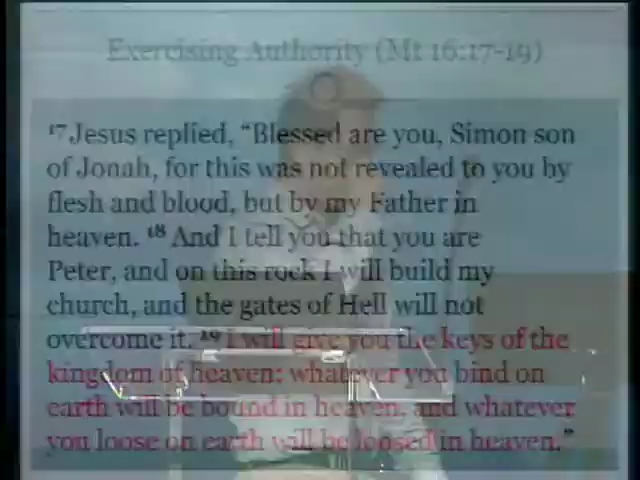 Exercising Authority (Mt 16:17-19)
17 Jesus replied, “Blessed are you, Simon son
of Jonah, for this was not revealed to you by
flesh and blood, but by my Father in
heaven. 18 And I tell you that you are
Peter, and on this rock I will build my
church, and the gates of Hell will not
overcome it. 19 I will give you the keys of the
kingdom of heaven; whatever you bind on
earth will be bound in heaven, and whatever
you loose on earth will be loosed in heaven.”